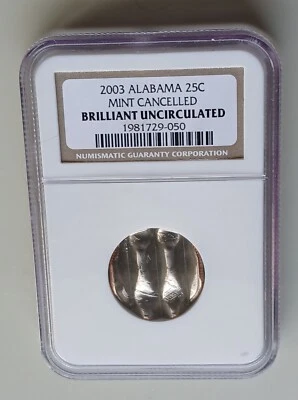 2003 ALABAMA 25C
MINT CANCELLED
BRILLIANT UNCIRCULATED
1981729-050
NUMISMATIC GUARANTY CORPORATION